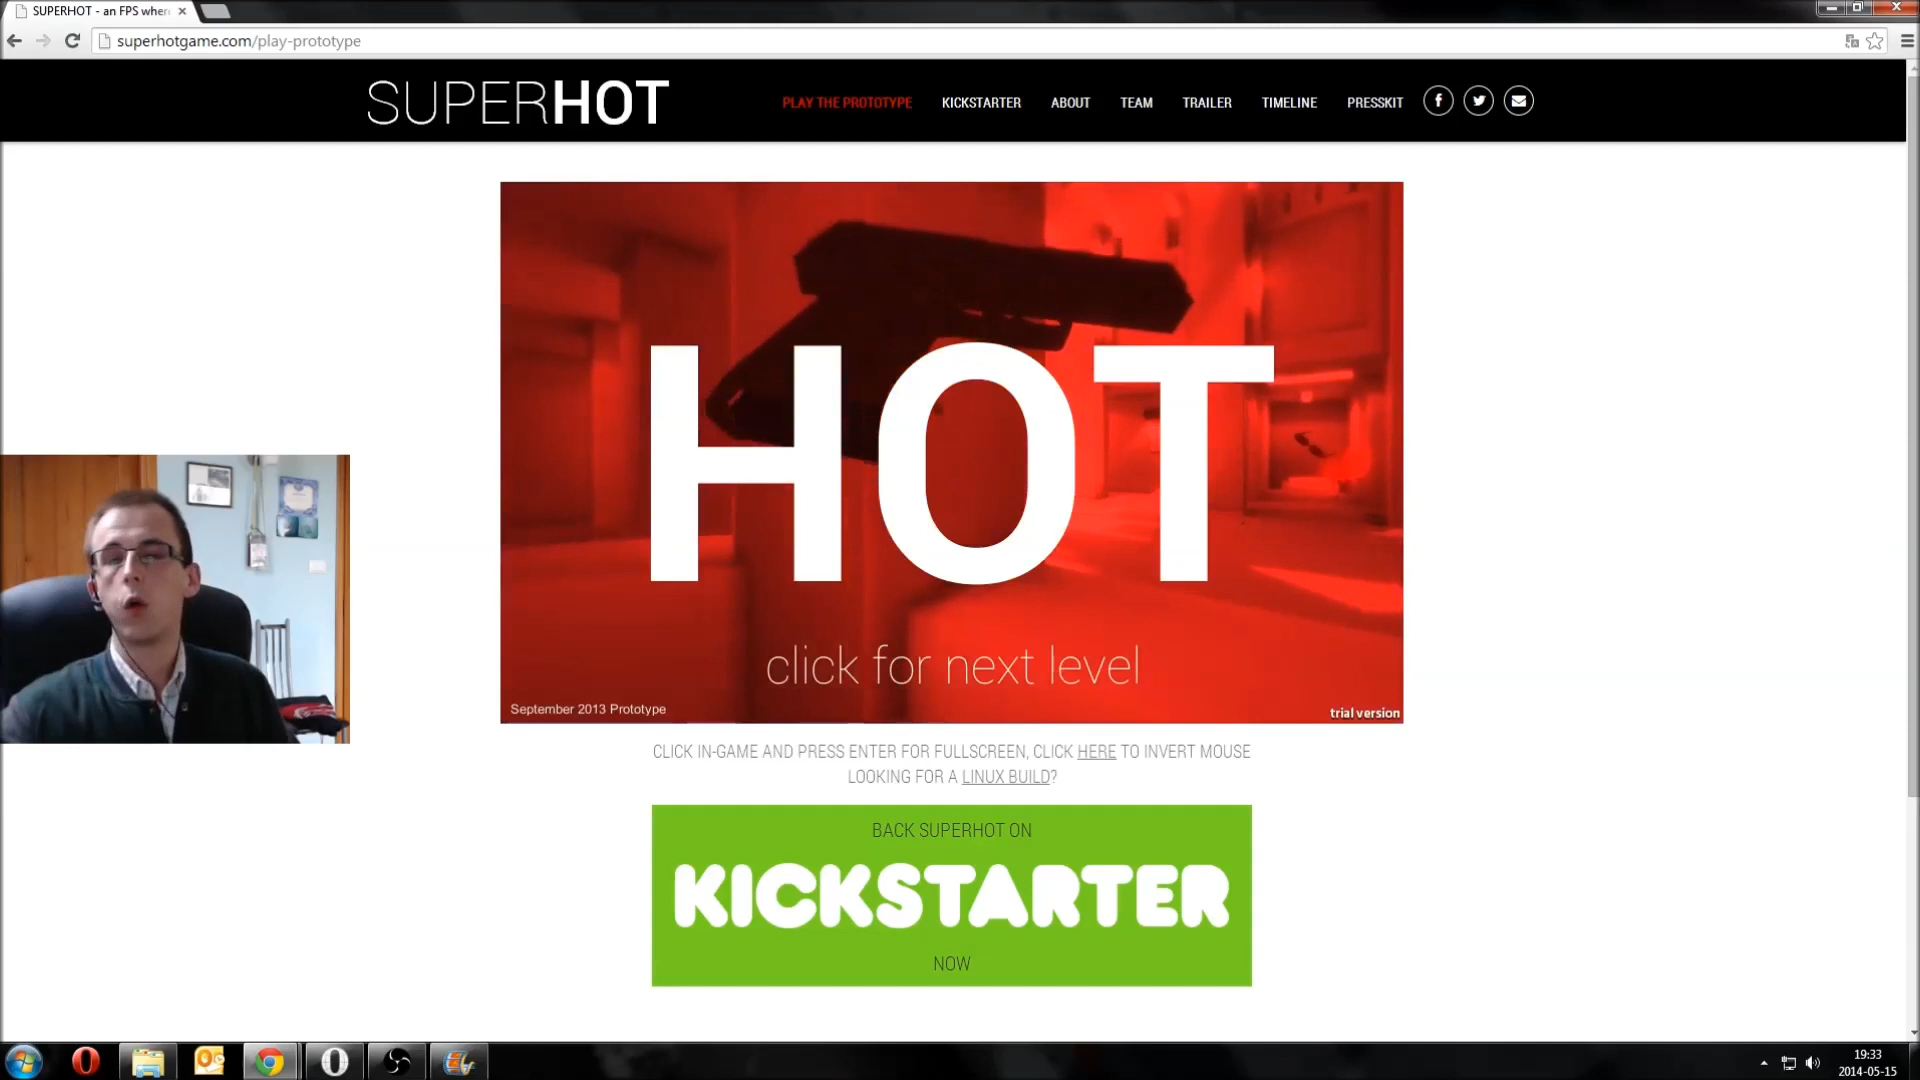 SUPERHOT - an FPS wher
superhotgame.com/play-prototype
SUPERHOT
PLAY THE PROTOTYPE
KICKSTARTER
ABOUT
TEAM
TRAILER
TIMELINE
PRESSKIT
HOT
click for next level
September 2013 Prototype
trial version
CLICK IN-GAME AND PRESS ENTER FOR FULLSCREEN, CLICK HERE TO INVERT MOUSE
LOOKING FOR A LINUX BUILD?
BACK SUPERHOT ON
KICKSTARTER
NOW
19:33
2014-05-15